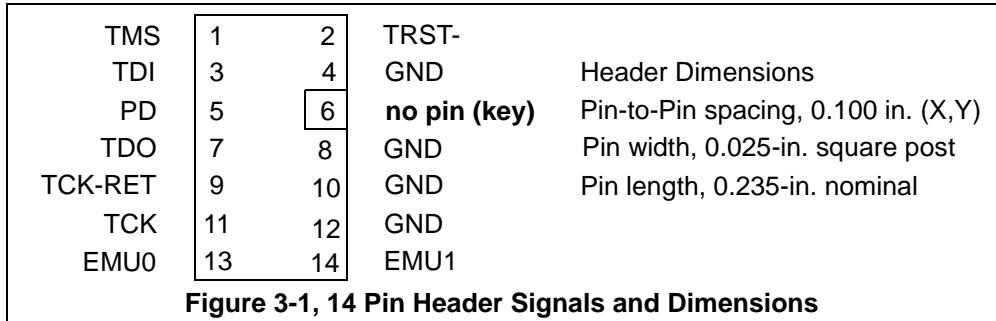 TMS 1 2 TRST-
TDI 3 4 GND Header Dimensions
PD 5 6 no pin (key) Pin-to-Pin spacing, 0.100 in. (X,Y)
TDO 7 8 GND Pin width, 0.025-in. square post
TCK-RET 9 10 GND Pin length, 0.235-in. nominal
TCK 11 12 GND
EMU0 13 14 EMU1
Figure 3-1, 14 Pin Header Signals and Dimensions